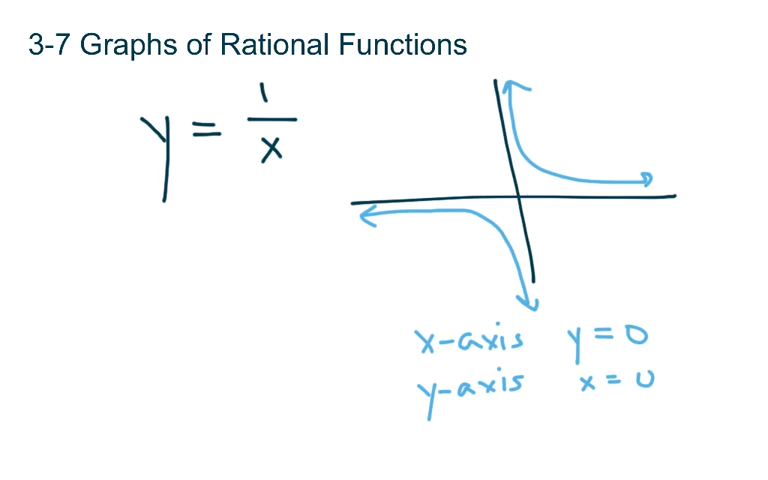 3-7 Graphs of Rational Functions
y = 1/x
x-axis y = 0
y-axis x = 0